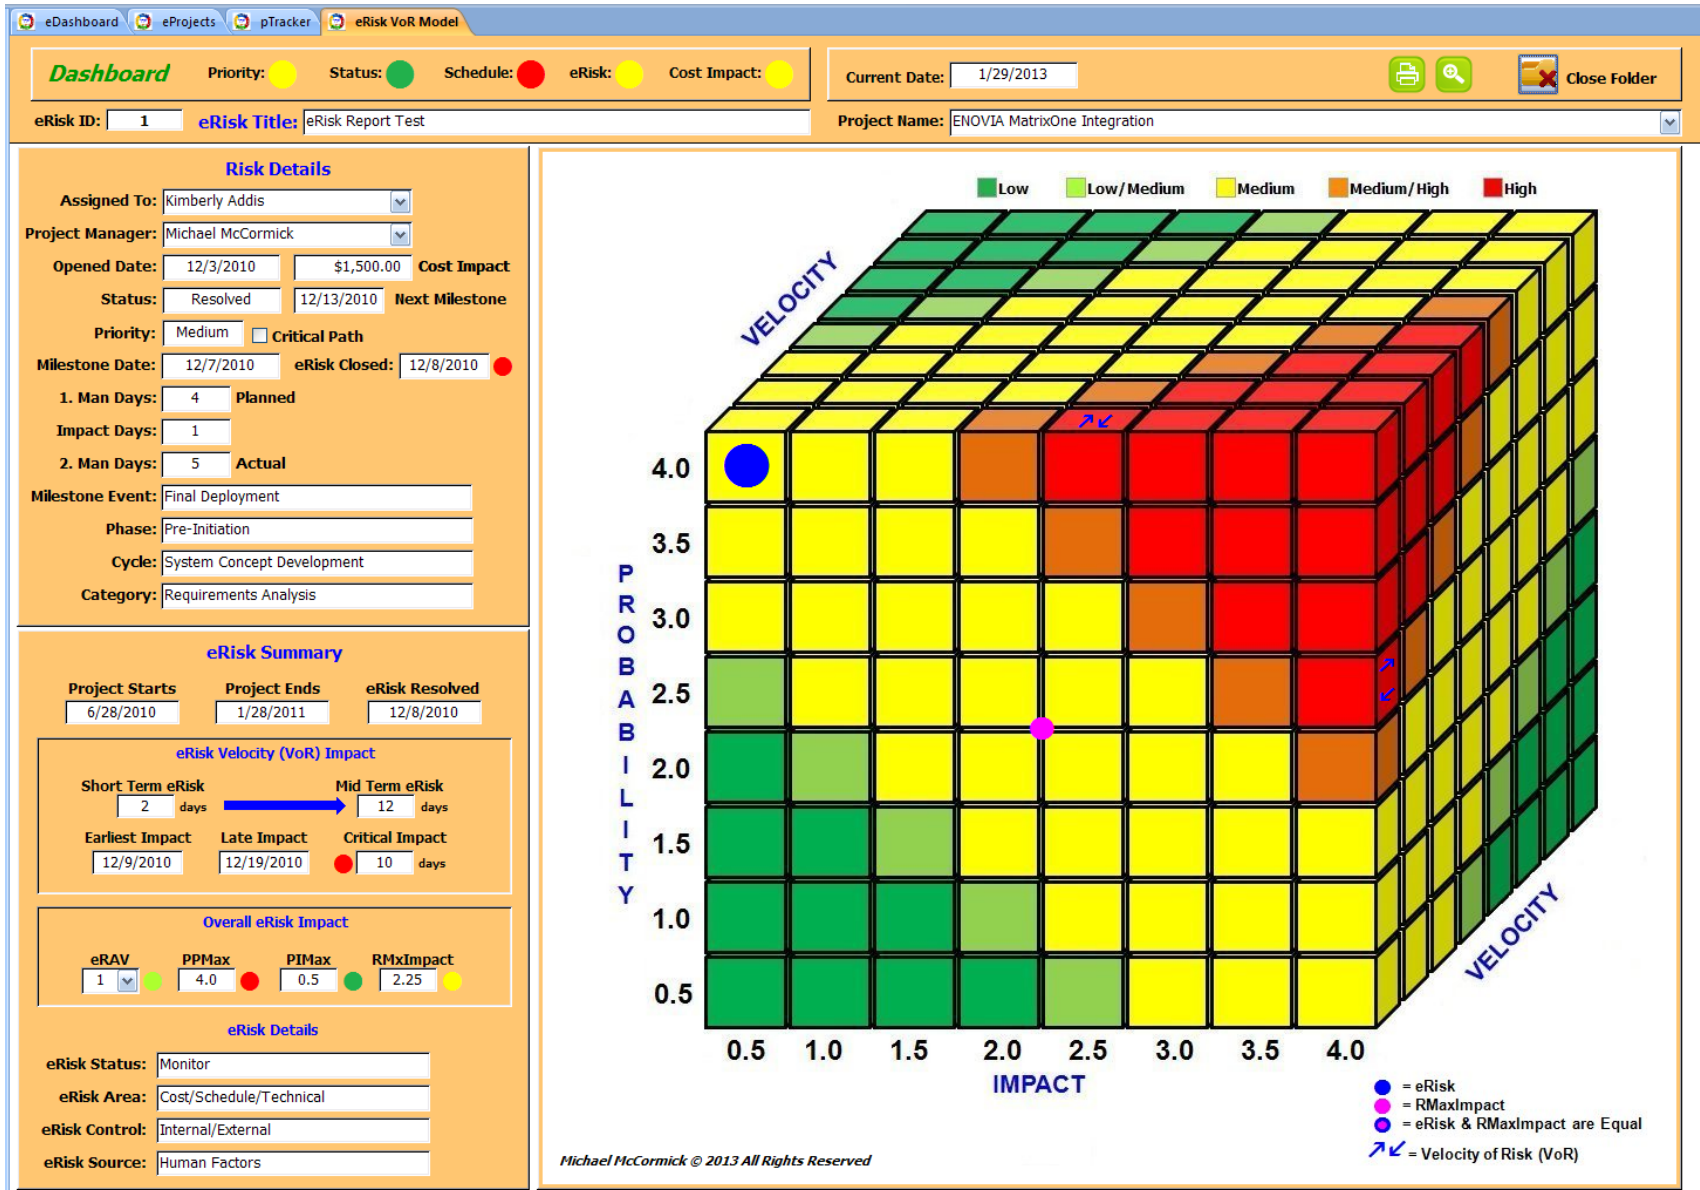 eDashboard eProjects pTracker eRisk VoR Model
Dashboard Priority: Status: Schedule: eRisk: Cost Impact:
Current Date: 1/29/2013 Close Folder
eRisk ID: 1 eRisk Title: eRisk Report Test
Project Name: ENOVIA MatrixOne Integration
Risk Details
Assigned To: Kimberly Addis
Project Manager: Michael McCormick
Opened Date: 12/3/2010 $1,500.00 Cost Impact
Status: Resolved 12/13/2010 Next Milestone
Priority: Medium Critical Path
Milestone Date: 12/7/2010 eRisk Closed: 12/8/2010
1. Man Days: 4 Planned
Impact Days: 1
2. Man Days: 5 Actual
Milestone Event: Final Deployment
Phase: Pre-Initiation
Cycle: System Concept Development
Category: Requirements Analysis
eRisk Summary
Project Starts Project Ends eRisk Resolved
6/28/2010 1/28/2011 12/8/2010
eRisk Velocity (VoR) Impact
Short Term eRisk Mid Term eRisk
2 days 12 days
Earliest Impact Late Impact Critical Impact
12/9/2010 12/19/2010 10 days
Overall eRisk Impact
eRAV PPMax PIMax RMxImpact
1 4.0 0.5 2.25
eRisk Details
eRisk Status: Monitor
eRisk Area: Cost/Schedule/Technical
eRisk Control: Internal/External
eRisk Source: Human Factors
Low Low/Medium Medium Medium/High High
VELOCITY
PROBABILITY
4.0
3.5
3.0
2.5
2.0
1.5
1.0
0.5
VELOCITY
0.5 1.0 1.5 2.0 2.5 3.0 3.5 4.0
IMPACT
= eRisk
= RMaxImpact
= eRisk & RMaxImpact are Equal
= Velocity of Risk (VoR)
Michael McCormick © 2013 All Rights Reserved